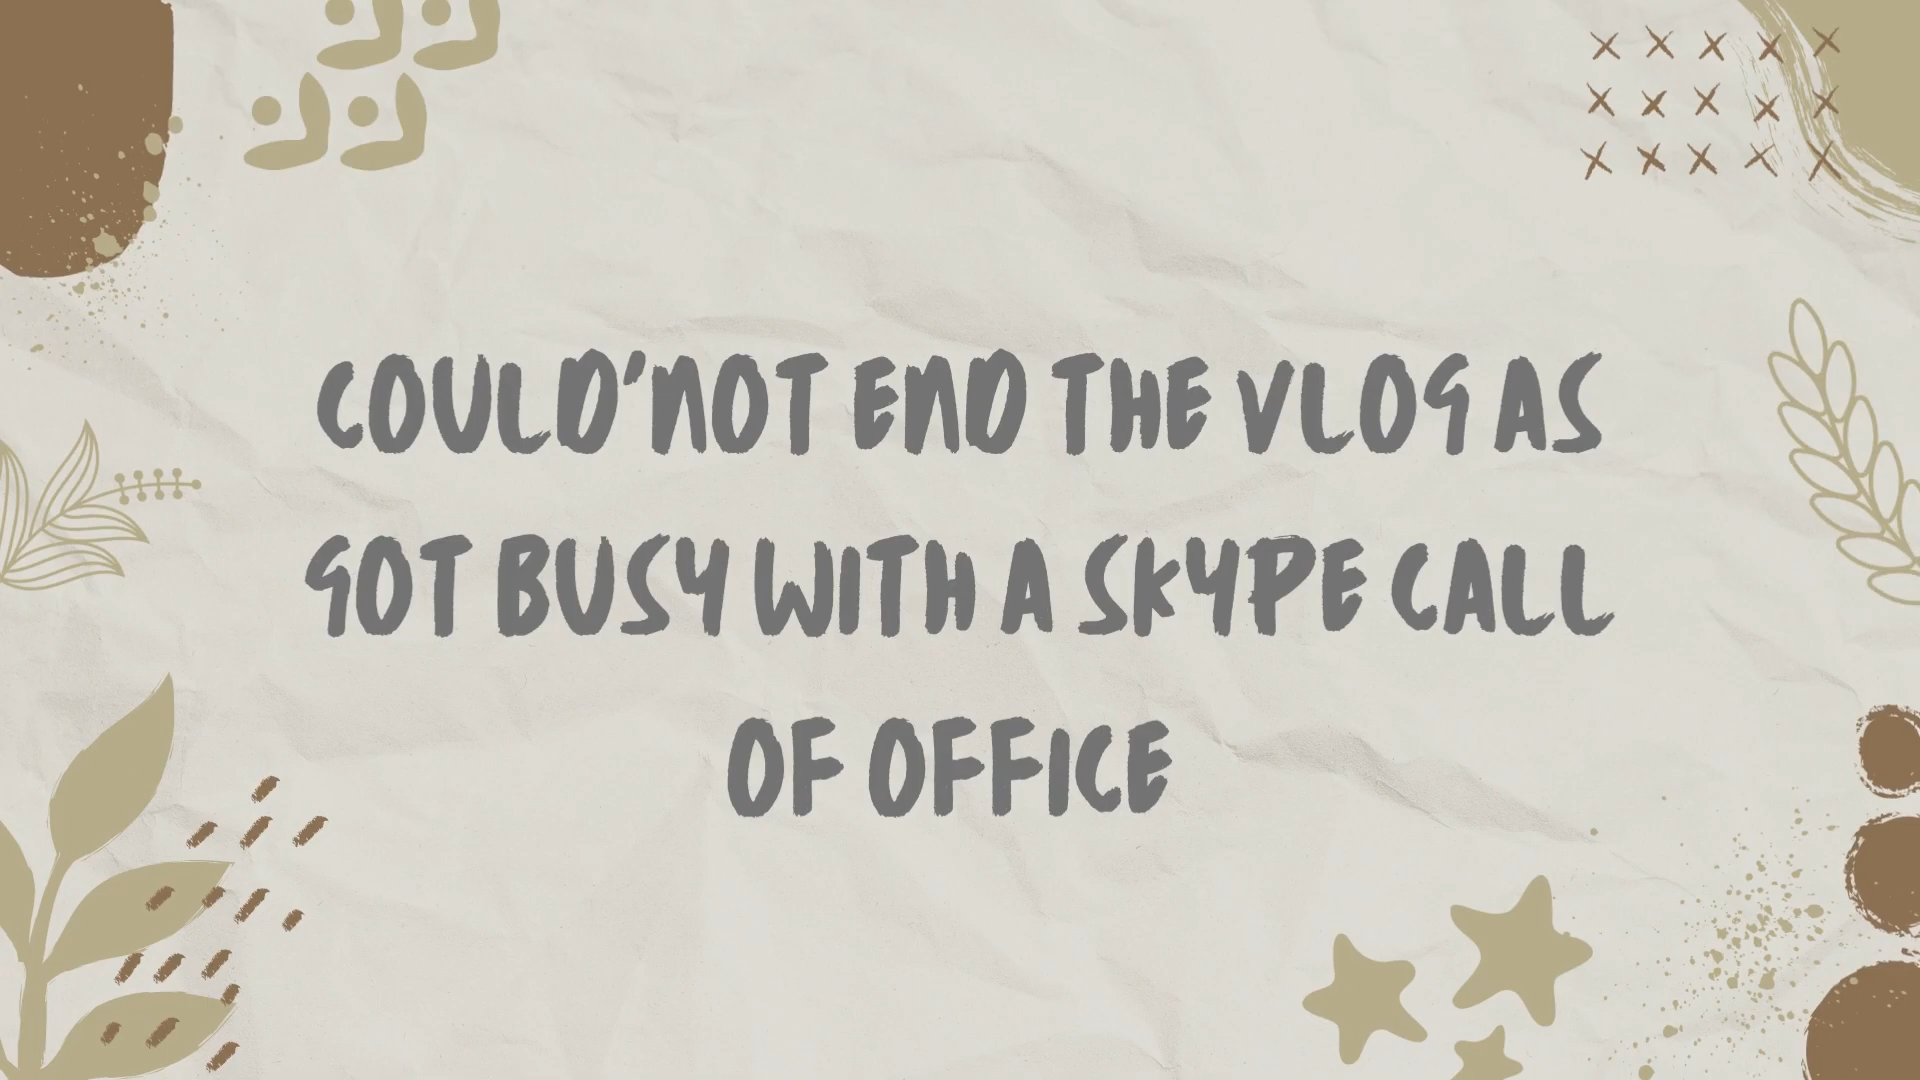 COULD'NOT END THE VLOG AS
GOT BUSY WITH A SKYPE CALL
OF OFFICE